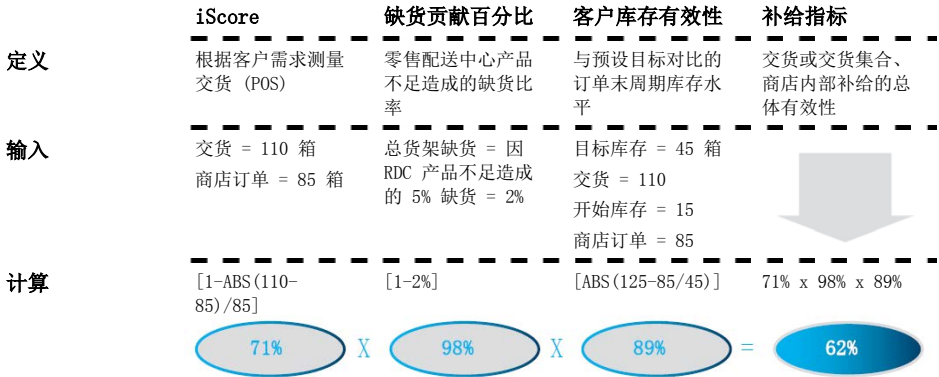 iScore 缺货贡献百分比 客户库存有效性 补给指标
定义
根据客户需求测量
交货 (POS)
零售配送中心产品
不足造成的缺货比
率
与预设目标对比的
订单末周期库存水
平
交货或交货集合、
商店内部补给的总
体有效性
输入
交货 = 110 箱
商店订单 = 85 箱
总货架缺货 = 因
RDC 产品不足造成
的 5% 缺货 = 2%
目标库存 = 45 箱
交货 = 110
开始库存 = 15
商店订单 = 85
计算
[1-ABS(110-
85)/85]
[1-2%]
[ABS(125-85/45)]
71% x 98% x 89%
71% X 98% X 89% = 62%